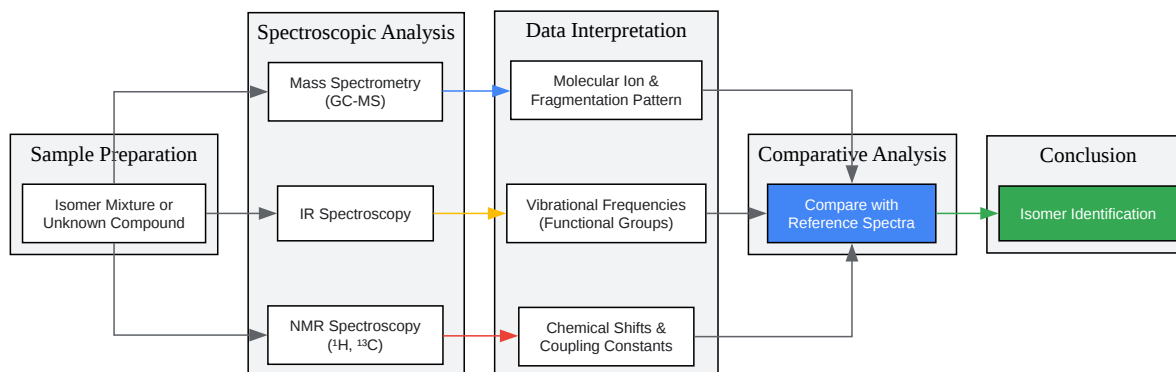 Sample Preparation
Isomer Mixture or
Unknown Compound
Spectroscopic Analysis
Mass Spectrometry
(GC-MS)
IR Spectroscopy
NMR Spectroscopy
(¹H, ¹³C)
Data Interpretation
Molecular Ion &
Fragmentation Pattern
Vibrational Frequencies
(Functional Groups)
Chemical Shifts &
Coupling Constants
Comparative Analysis
Compare with
Reference Spectra
Conclusion
Isomer Identification